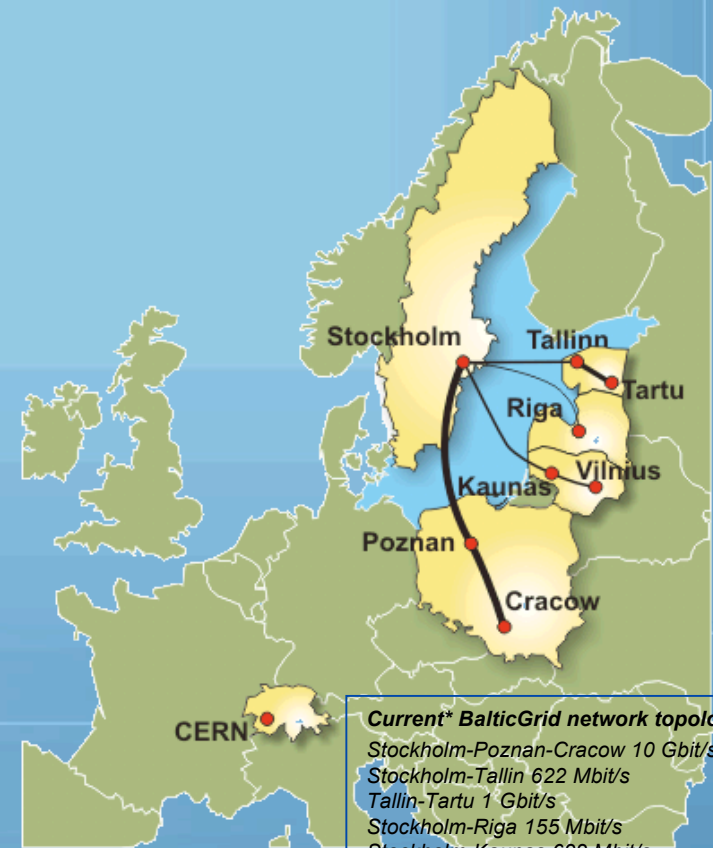 Stockholm
Tallinn
Tartu
Riga
Vilnius
Kaunas
Poznan
Cracow
CERN
Current* BalticGrid network topolo
Stockholm-Poznan-Cracow 10 Gbit/s
Stockholm-Tallin 622 Mbit/s
Tallin-Tartu 1 Gbit/s
Stockholm-Riga 155 Mbit/s